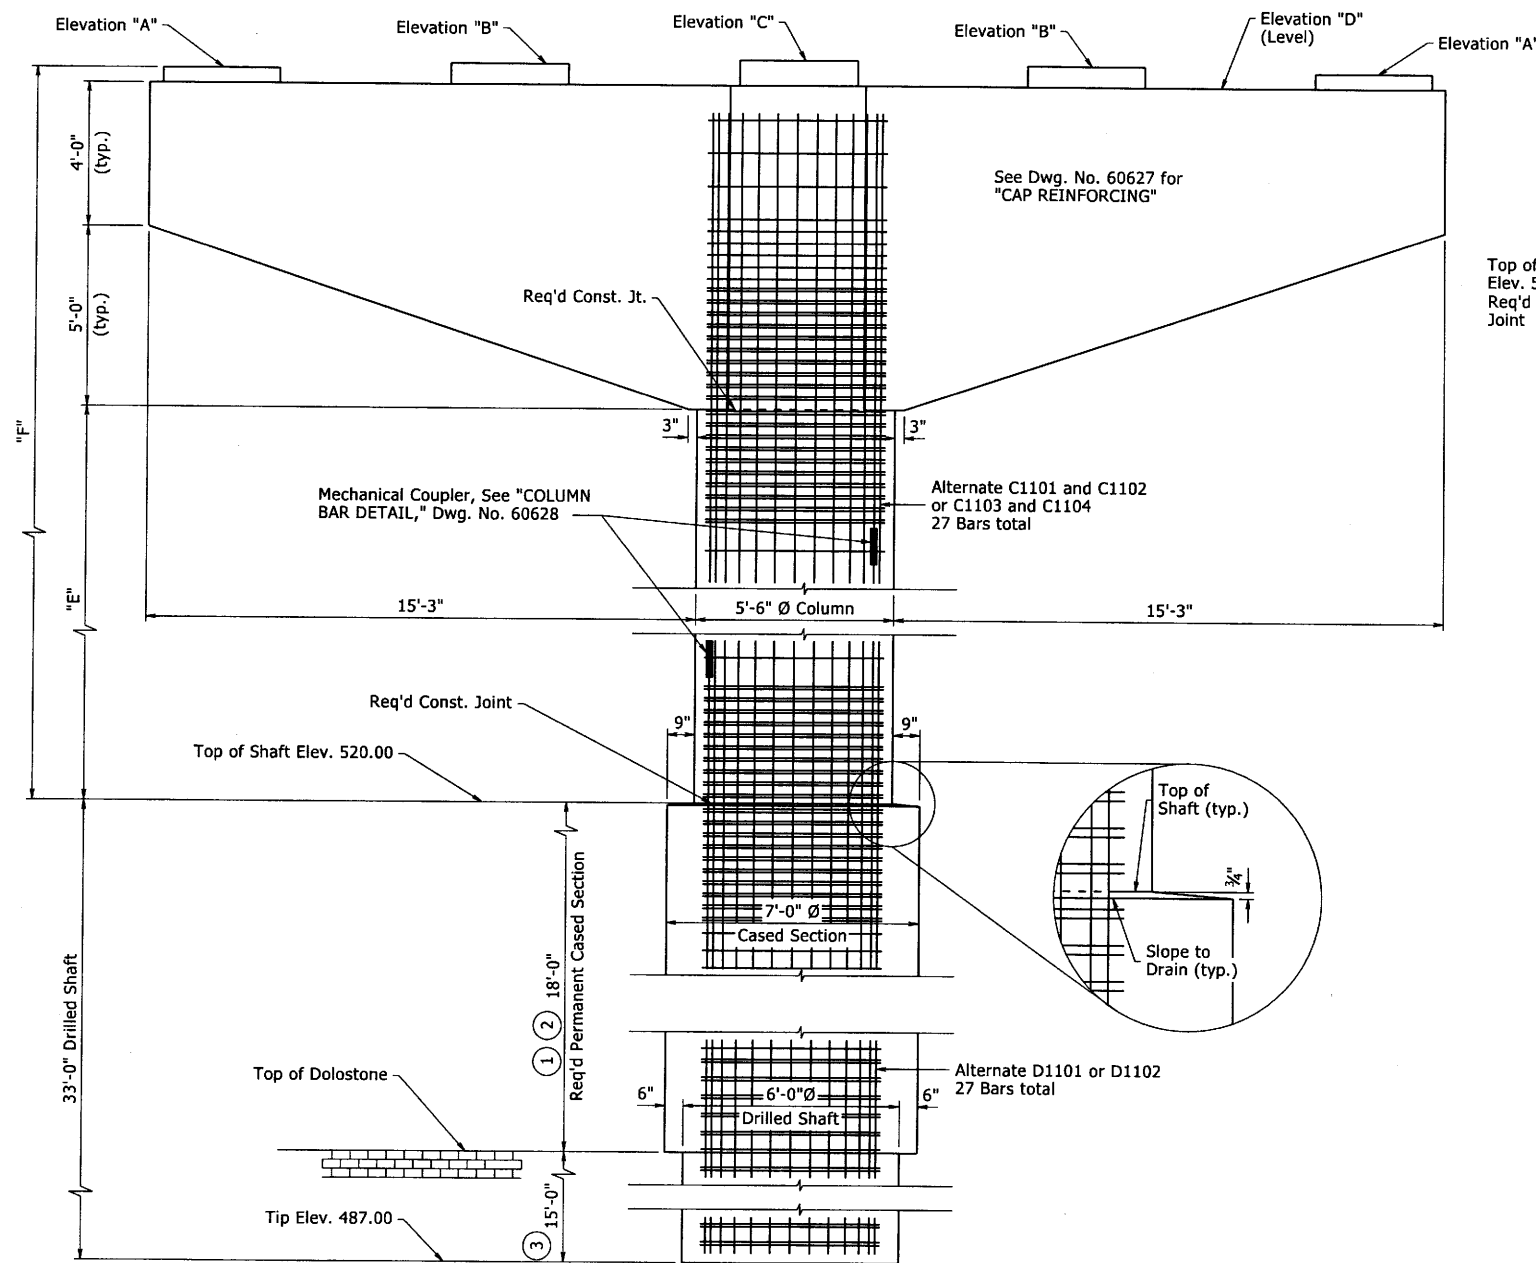 Elevation "A"
Elevation "B"
Elevation "C"
Elevation "B"
Elevation "D"
(Level)
Elevation "A"
4'-0"
(typ.)
See Dwg. No. 60627 for
"CAP REINFORCING"
5'-0"
(typ.)
Req'd Const. Jt.
Top of
Elev. 5
Req'd
Joint
"F"
3"
3"
Mechanical Coupler, See "COLUMN
BAR DETAIL," Dwg. No. 60628
Alternate C1101 and C1102
or C1103 and C1104
27 Bars total
"E"
15'-3"
5'-6" Ø Column
15'-3"
Req'd Const. Joint
9"
9"
Top of Shaft Elev. 520.00
Top of
Shaft (typ.)
3/4"
Slope to
Drain (typ.)
7'-0" Ø
Cased Section
33'-0" Drilled Shaft
1 2 18'-0"
Req'd Permanent Cased Section
Top of Dolostone
6"
6'-0"Ø
Drilled Shaft
6"
Alternate D1101 or D1102
27 Bars total
3 15'-0"
Tip Elev. 487.00